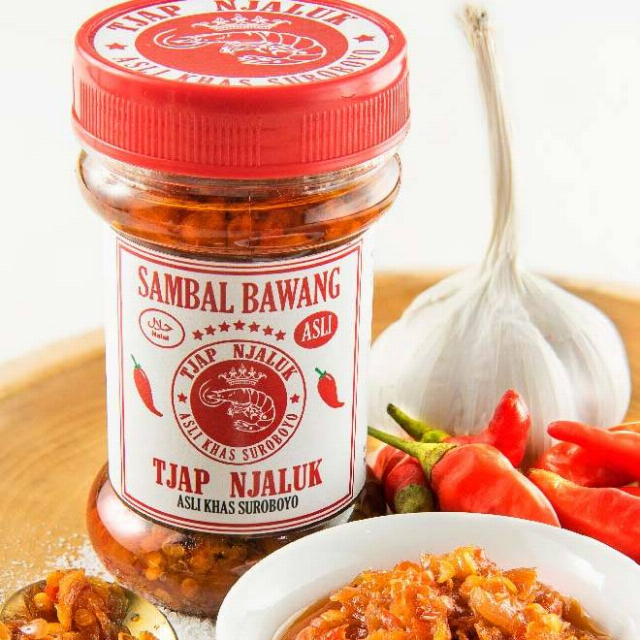 TJAP NJALUK
ASLI KHAS SUROBOYO
SAMBAL BAWANG
حلال
Halal
ASLI
TJAP NJALUK
ASLI KHAS SUROBOYO
TJAP NJALUK
ASLI KHAS SUROBOYO